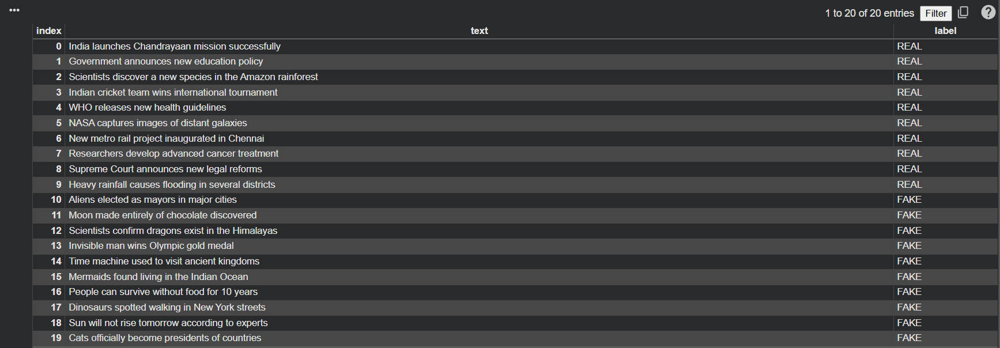 1 to 20 of 20 entries Filter
index text label
0 India launches Chandrayaan mission successfully REAL
1 Government announces new education policy REAL
2 Scientists discover a new species in the Amazon rainforest REAL
3 Indian cricket team wins international tournament REAL
4 WHO releases new health guidelines REAL
5 NASA captures images of distant galaxies REAL
6 New metro rail project inaugurated in Chennai REAL
7 Researchers develop advanced cancer treatment REAL
8 Supreme Court announces new legal reforms REAL
9 Heavy rainfall causes flooding in several districts REAL
10 Aliens elected as mayors in major cities FAKE
11 Moon made entirely of chocolate discovered FAKE
12 Scientists confirm dragons exist in the Himalayas FAKE
13 Invisible man wins Olympic gold medal FAKE
14 Time machine used to visit ancient kingdoms FAKE
15 Mermaids found living in the Indian Ocean FAKE
16 People can survive without food for 10 years FAKE
17 Dinosaurs spotted walking in New York streets FAKE
18 Sun will not rise tomorrow according to experts FAKE
19 Cats officially become presidents of countries FAKE